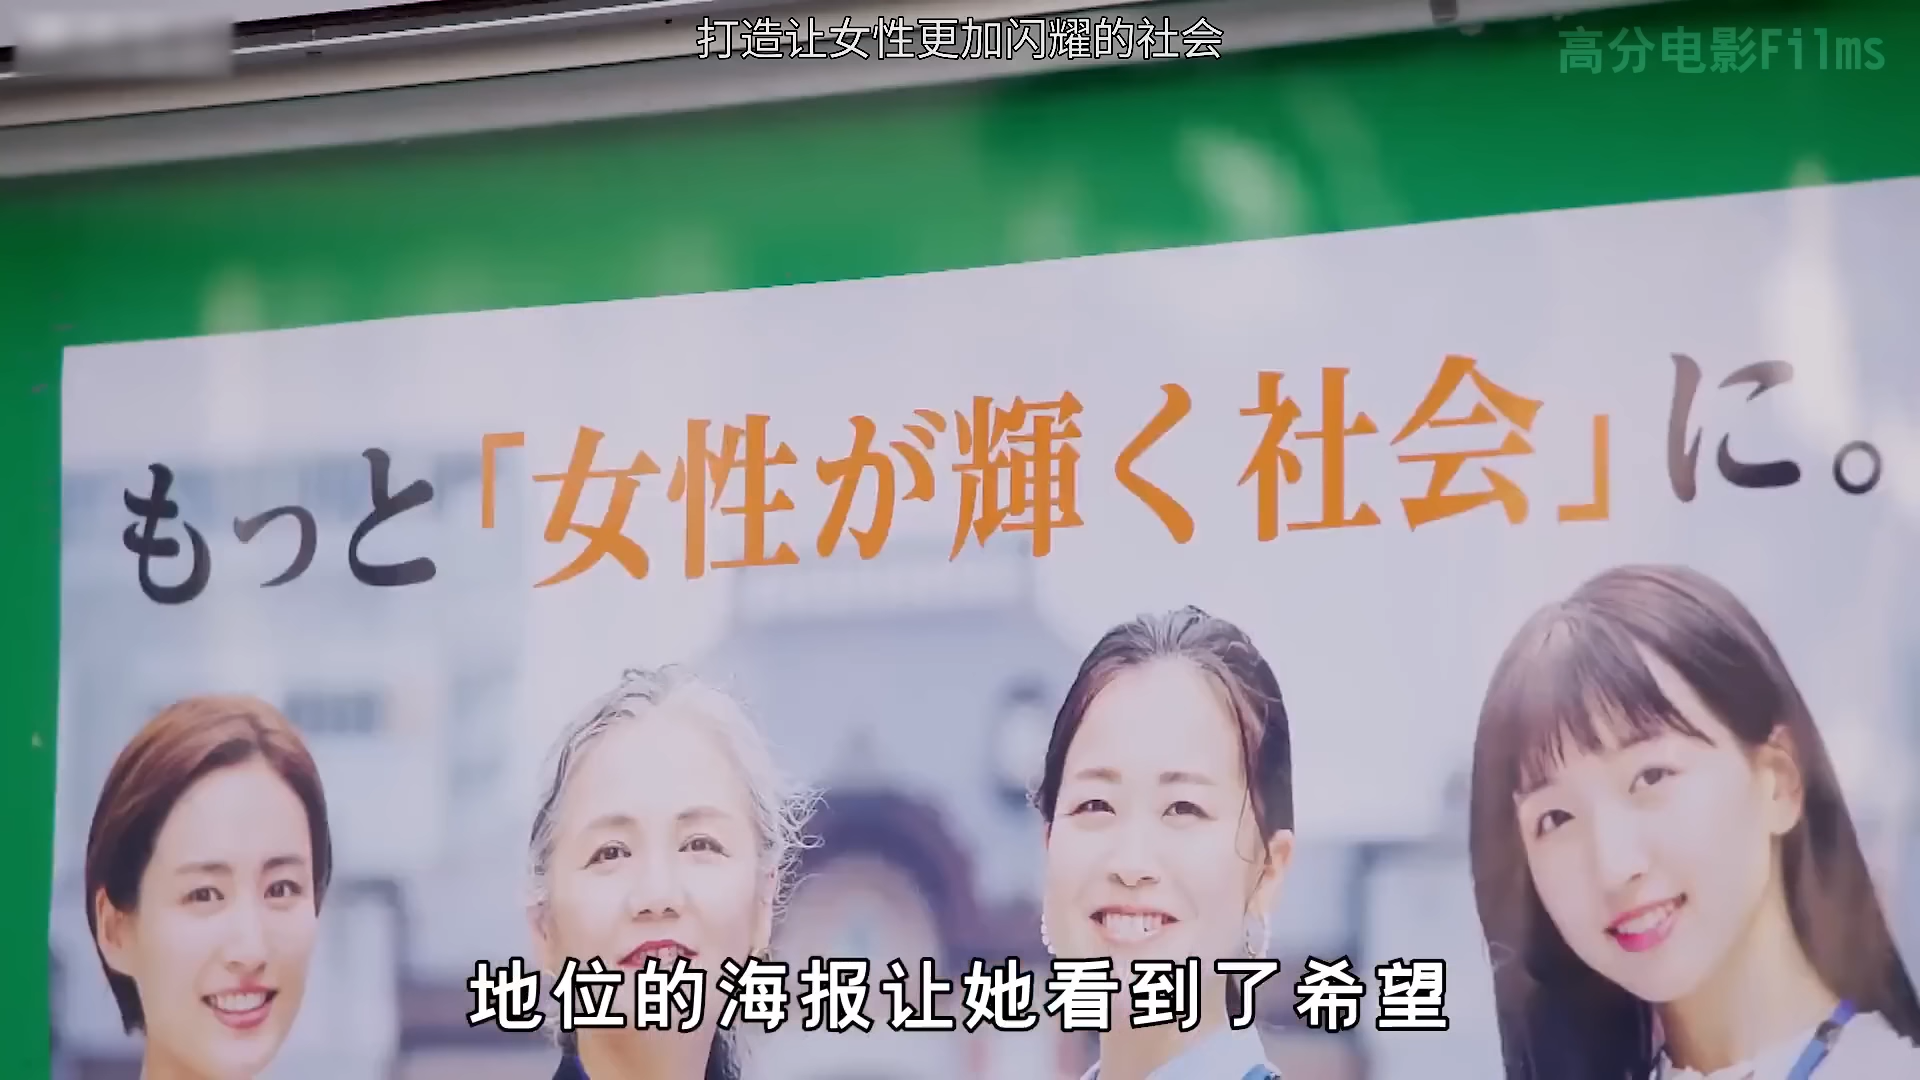 打造让女性更加闪耀的社会
高分电影Films
もっと「女性が輝く社会」に。
地位的海报让她看到了希望